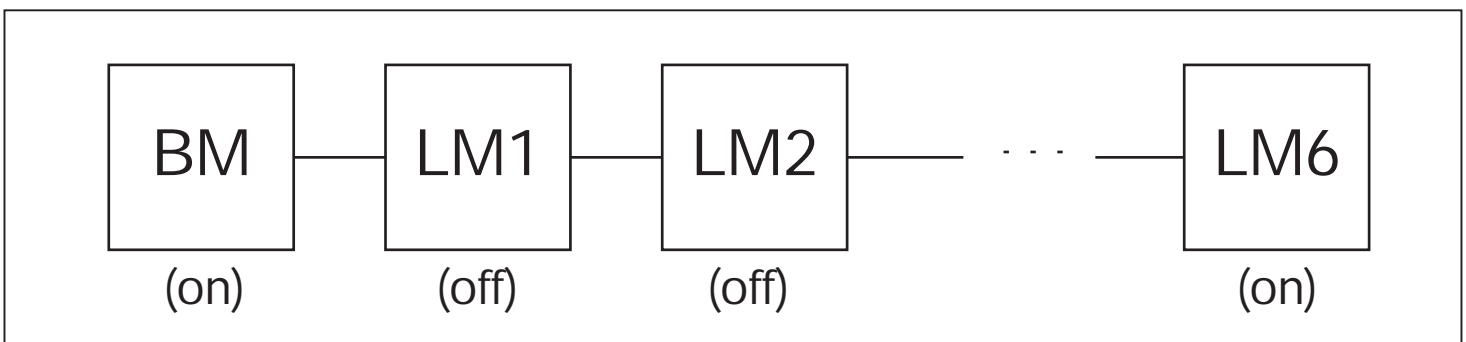 BM LM1 LM2 . . . LM6
(on) (off) (off) (on)